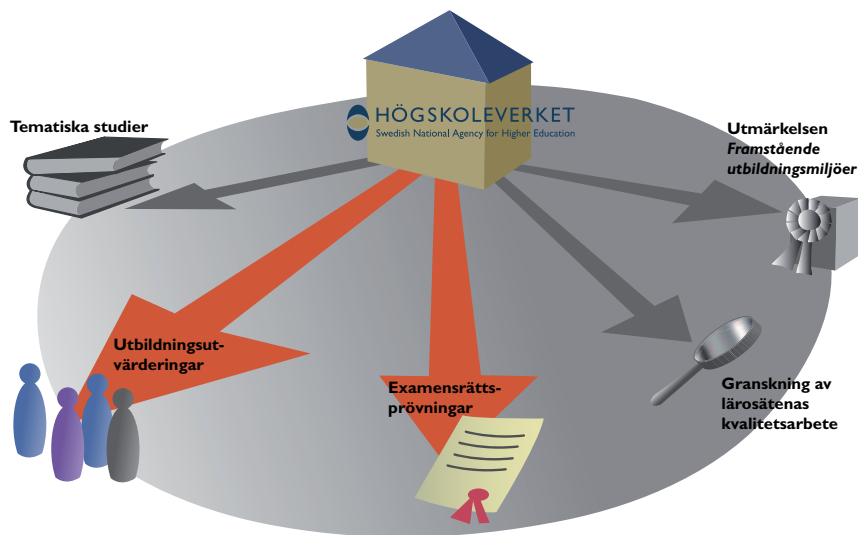 HÖGSKOLEVERKET
Swedish National Agency for Higher Education
Tematiska studier
Utmärkelsen
Framstående
utbildningsmiljöer
Utbildningsut-
värderingar
Examensrätts-
prövningar
Granskning av
lärosätenas
kvalitetsarbete